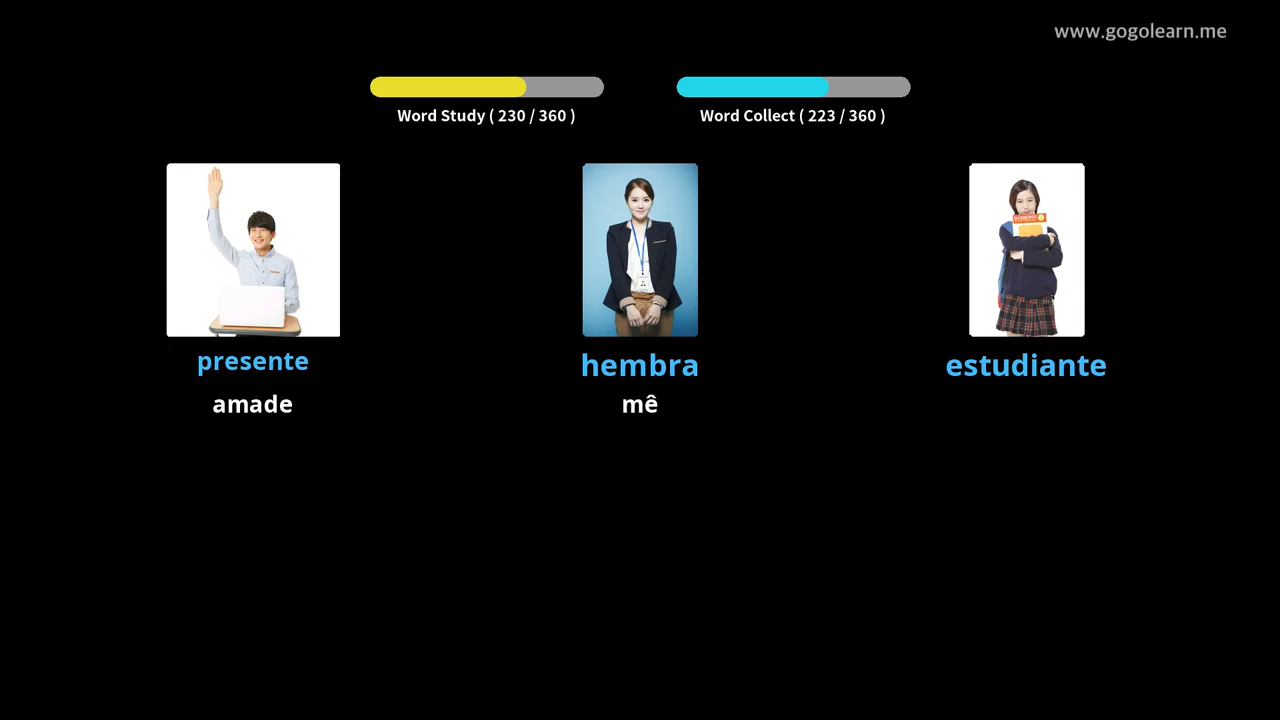 www.gogolearn.me
Word Study ( 230 / 360 )
Word Collect ( 223 / 360 )
presente
amade
hembra
mê
estudiante